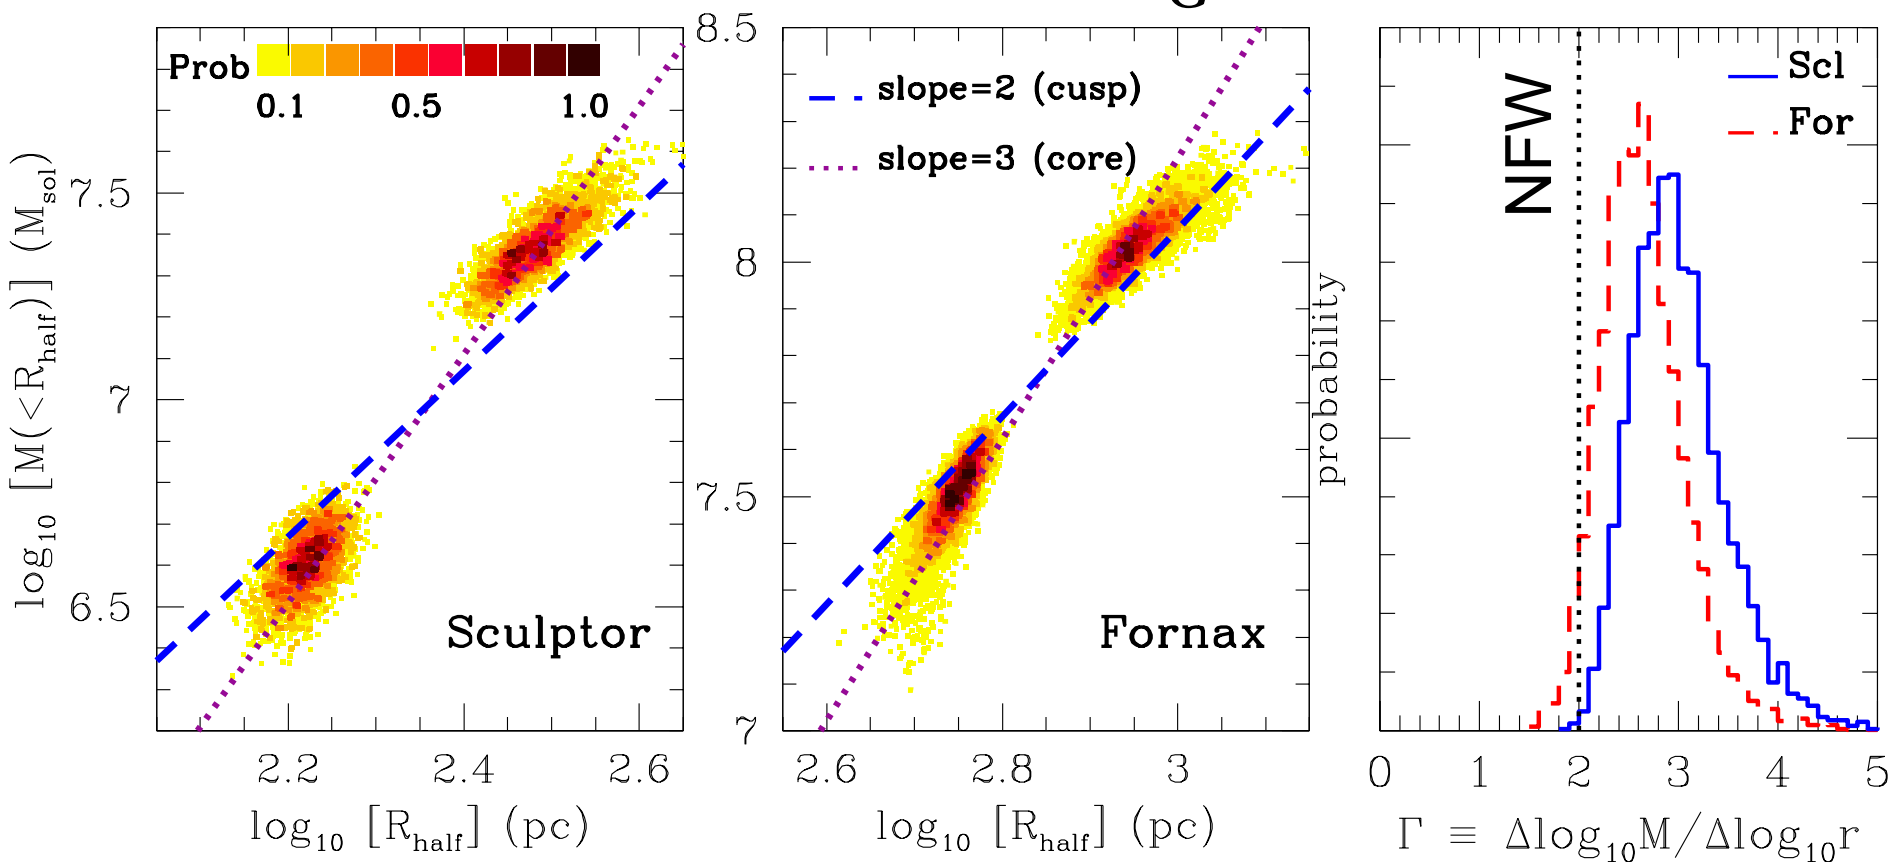 Prob
0.1 0.5 1.0
Sculptor
log10 [M(<Rhalf)] (Msol)
7.5
7
6.5
2.2 2.4 2.6
log10 [Rhalf] (pc)
slope=2 (cusp)
slope=3 (core)
Fornax
8.5
8
7.5
7
2.6 2.8 3
log10 [Rhalf] (pc)
NFW
Scl
For
probability
0 1 2 3 4 5
Γ ≡ Δlog10M/Δlog10r